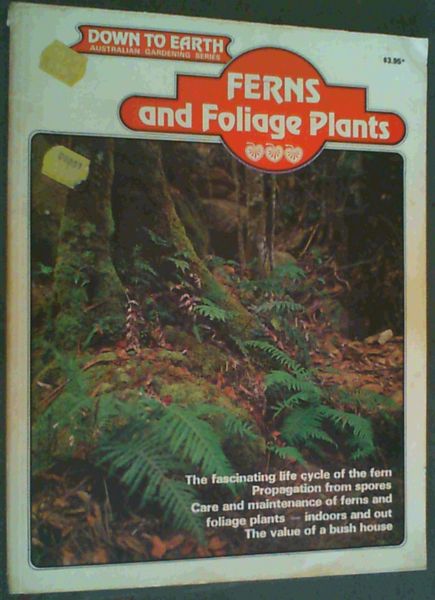 DOWN TO EARTH
AUSTRALIAN GARDENING SERIES
$3.95*
FERNS
and Foliage Plants
The fascinating life cycle of the fern
Propagation from spores
Care and maintenance of ferns and
foliage plants — indoors and out
The value of a bush house